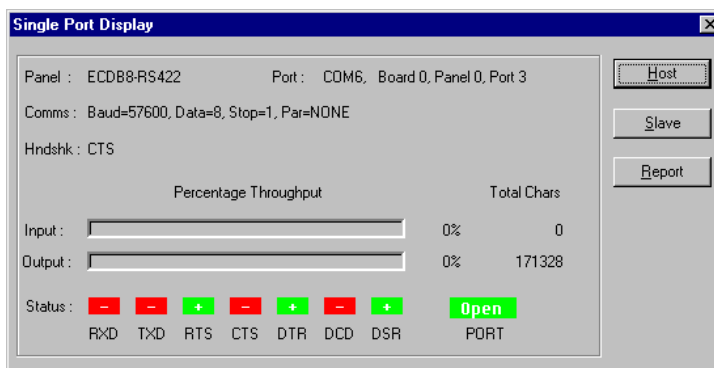 Single Port Display
Panel : ECDB8-RS422 Port : COM6, Board 0, Panel 0, Port 3
Host
Comms : Baud=57600, Data=8, Stop=1, Par=NONE
Slave
Hndshk : CTS
Report
Percentage Throughput Total Chars
Input : 0% 0
Output : 0% 171328
Status : - - + - + - + Open
RXD TXD RTS CTS DTR DCD DSR PORT